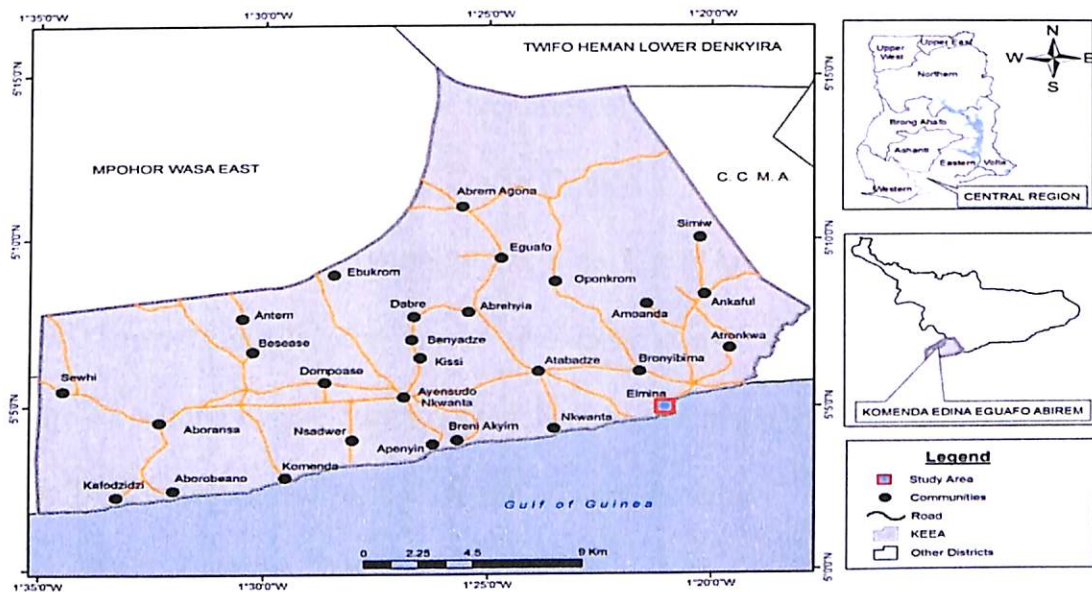 1°35'0"W 1°30'0"W 1°25'0"W 1°20'0"W
TWIFO HEMAN LOWER DENKYIRA
MPOHOR WASA EAST
C. C. M. A.
5°15'0"N
5°10'0"N
5°5'0"N
5°0'0"N
5°15'0"N
5°10'0"N
5°5'0"N
Abrem Agona
Simiw
Eguafo
Ebukrom
Oponkrom
Ankaful
Dabre
Abrehyia
Amoanda
Antem
Atronkwa
Besease
Benyadze
Bronyibima
Kissi
Atabadze
Sewhi
Dompoase
Ayensudo
Nkwanta
Elmina
Aboransa
Nsadwer
Breni Akyim
Nkwanta
Apenyin
Komenda
Kafodzidzi
Aborobeano
Gulf of Guinea
0 2.25 4.5 9 Km
1°35'0"W 1°30'0"W 1°25'0"W 1°20'0"W
N
W E
S
Upper East
Upper
West
Northern
Brong Ahafo
Ashanti
Eastern
Volta
Western
CENTRAL REGION
KOMENDA EDINA EGUAFO ABIREM
Legend
Study Area
Communities
Road
KEEA
Other Districts